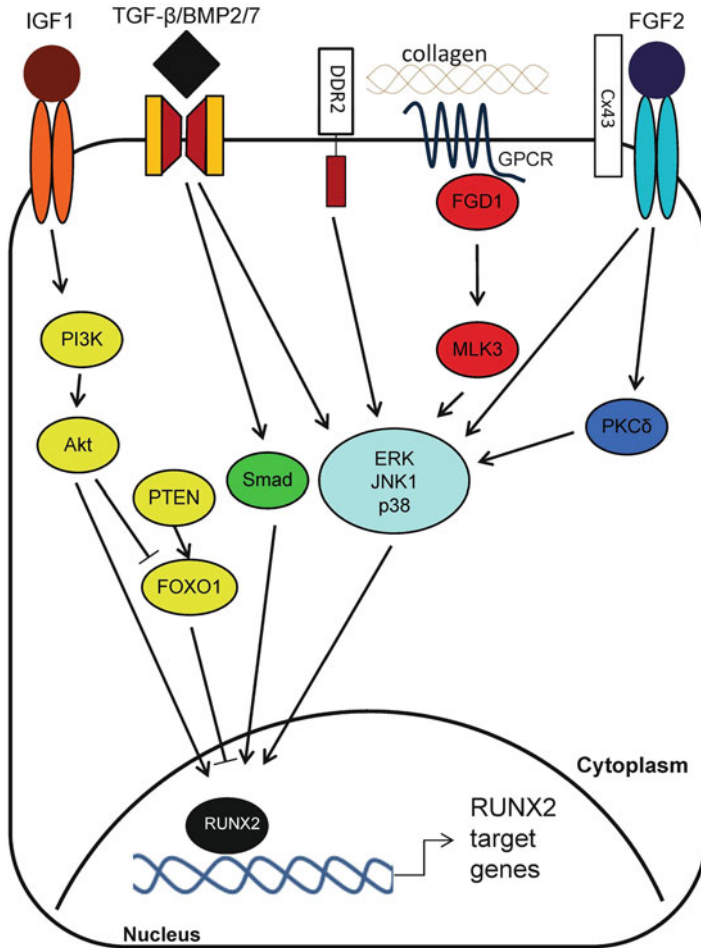 IGF1
TGF-β/BMP2/7
FGF2
DDR2
collagen
Cx43
GPCR
FGD1
PI3K
MLK3
Akt
PKCδ
PTEN
Smad
ERK
JNK1
p38
FOXO1
Cytoplasm
RUNX2
RUNX2
target
genes
Nucleus